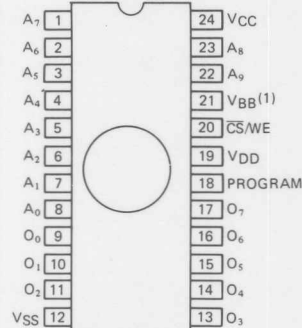 A7 1 24 VCC
A6 2 23 A8
A5 3 22 A9
A4 4 21 VBB(1)
A3 5 20 C̅S̅/WE
A2 6 19 VDD
A1 7 18 PROGRAM
A0 8 17 O7
O0 9 16 O6
O1 10 15 O5
O2 11 14 O4
VSS 12 13 O3